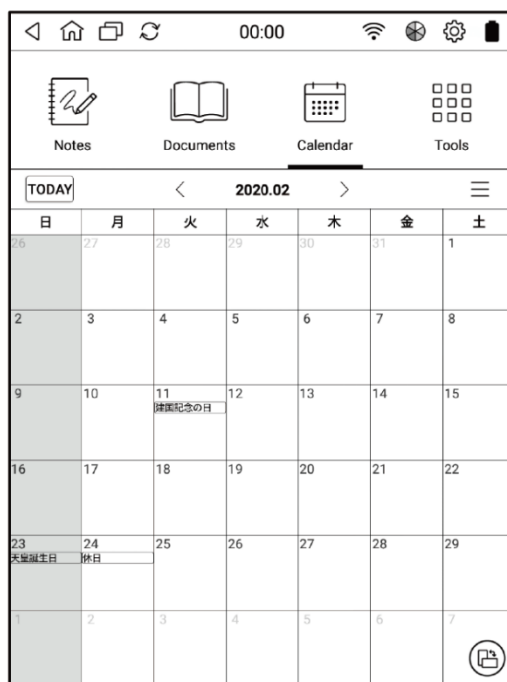 00:00
Notes Documents Calendar Tools
TODAY < 2020.02 >
日 月 火 水 木 金 土
26 27 28 29 30 31 1
2 3 4 5 6 7 8
9 10 11 12 13 14 15
建国記念の日
16 17 18 19 20 21 22
23 24 25 26 27 28 29
天皇誕生日 休日
1 2 3 4 5 6 7